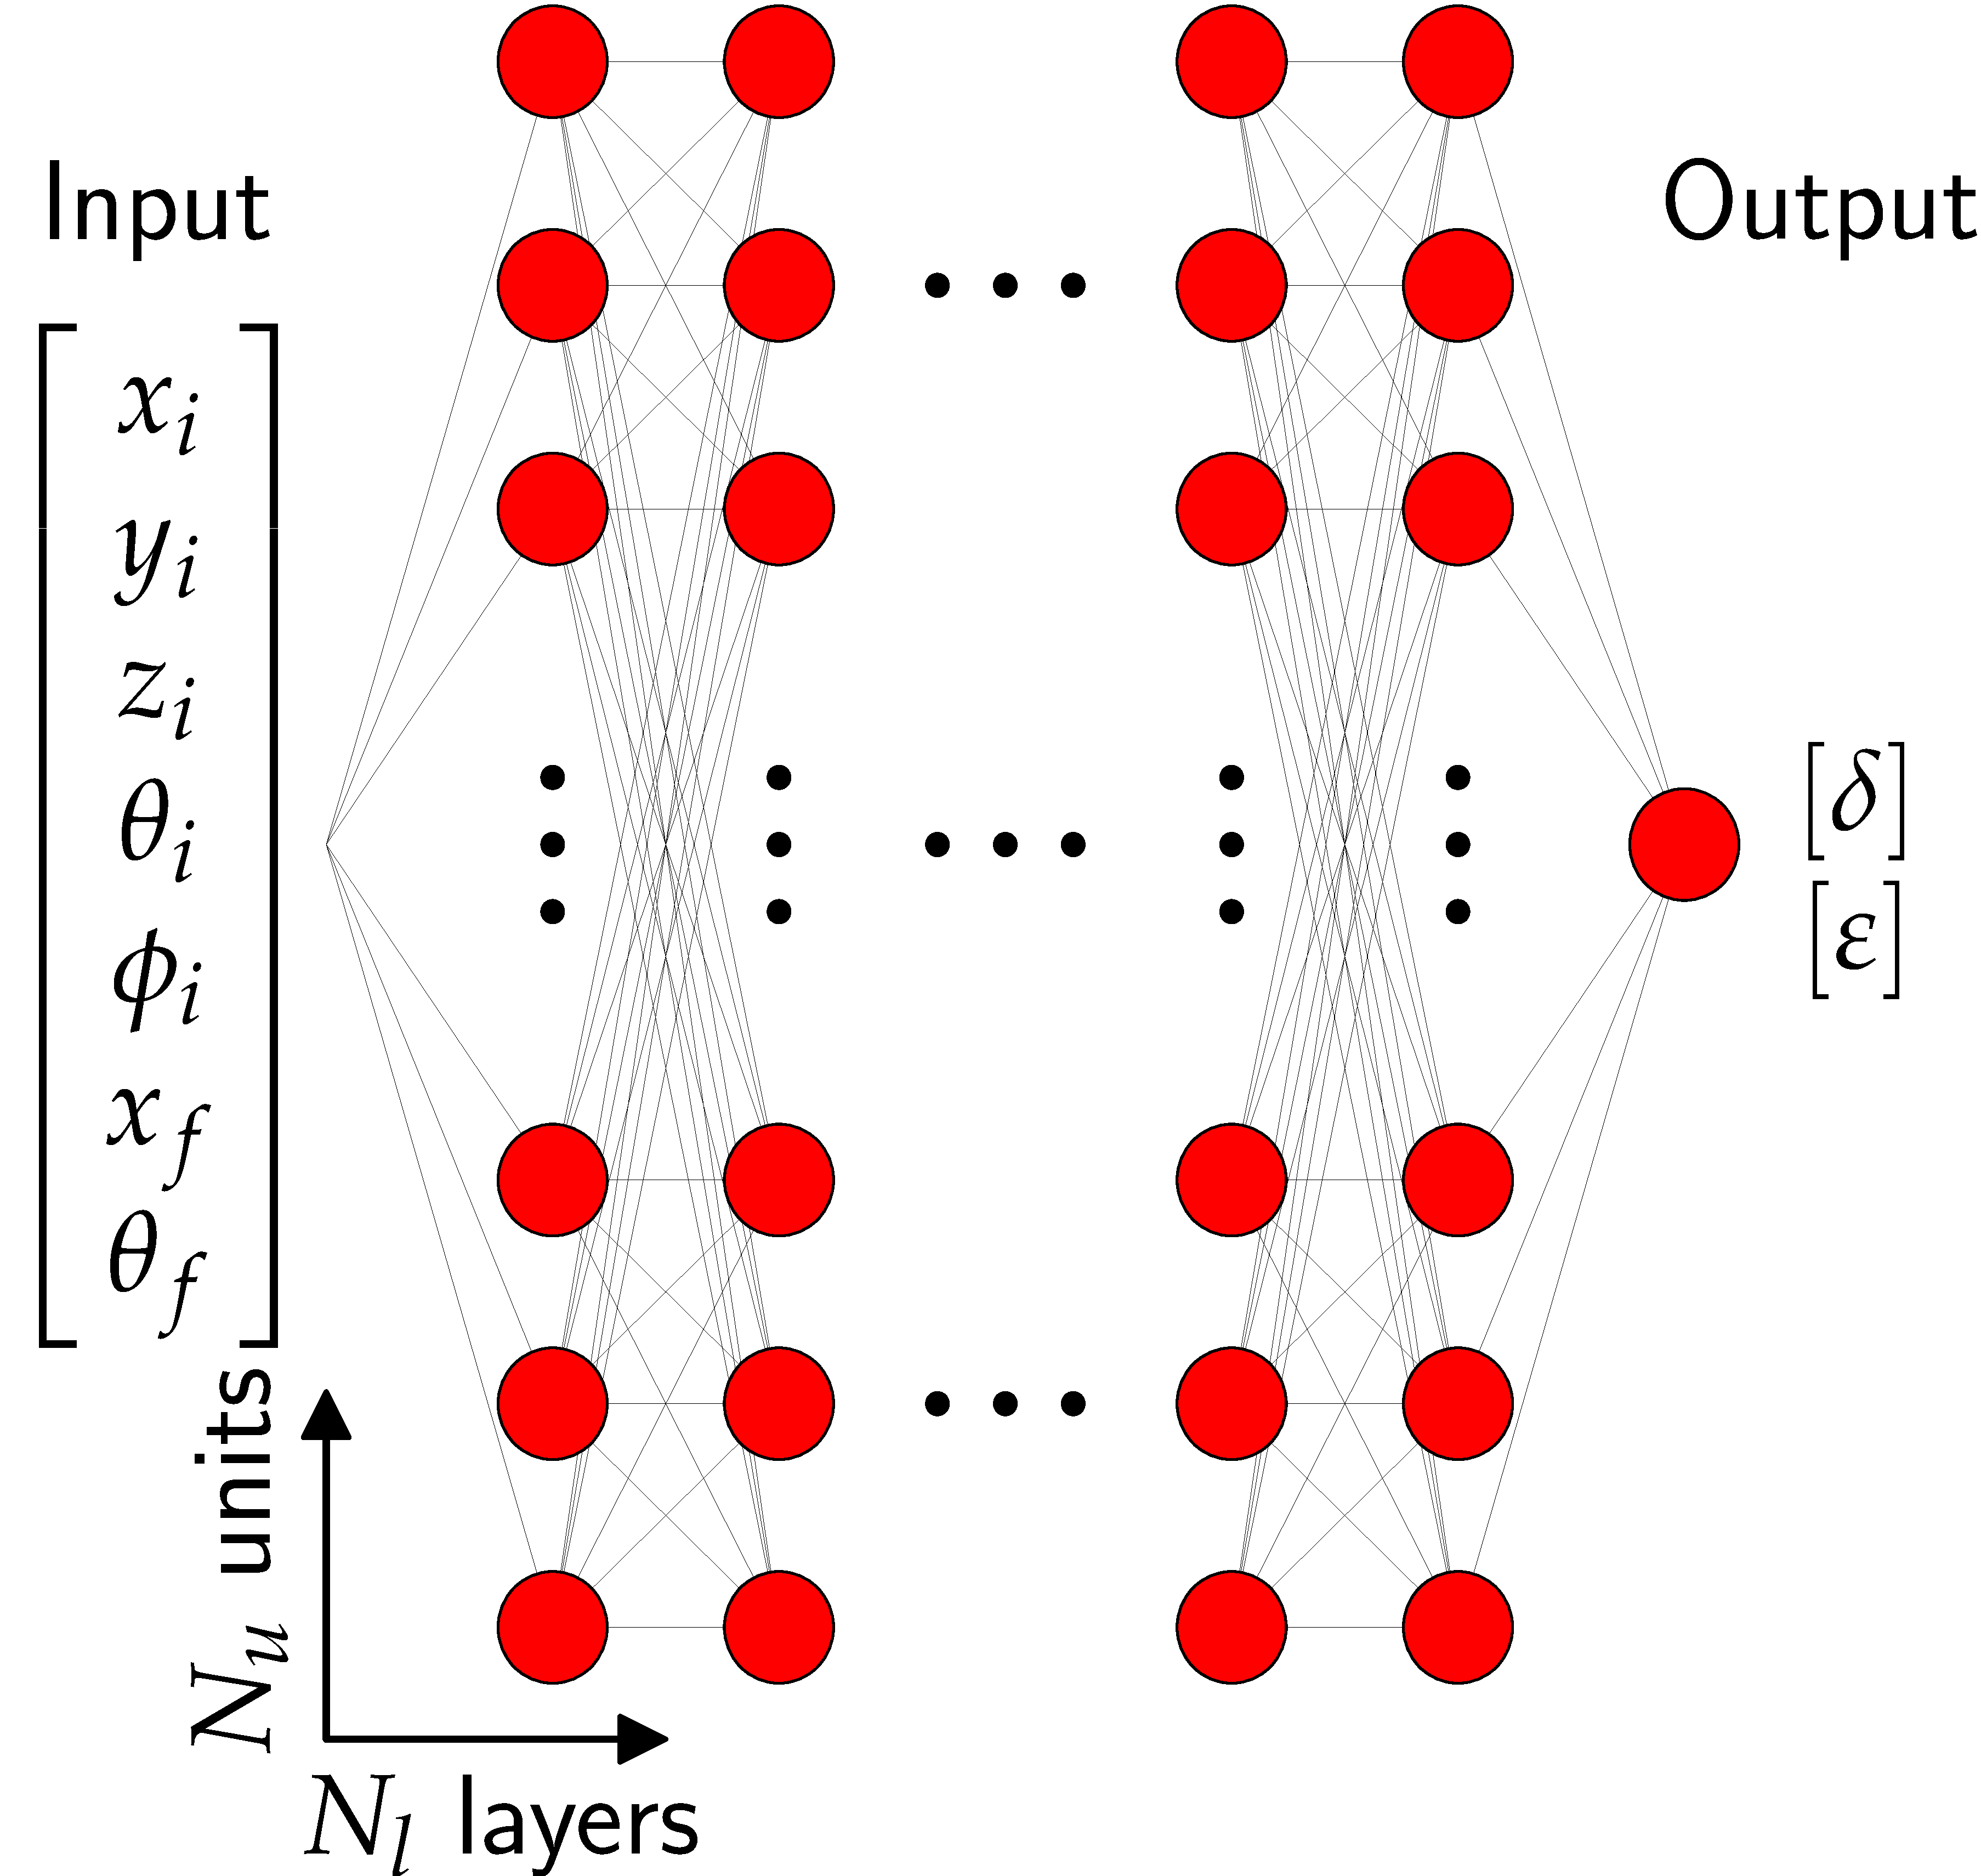 Input
x_i
y_i
z_i
θ_i
ϕ_i
x_f
θ_f
N_u units
N_l layers
Output
[δ]
[ε]